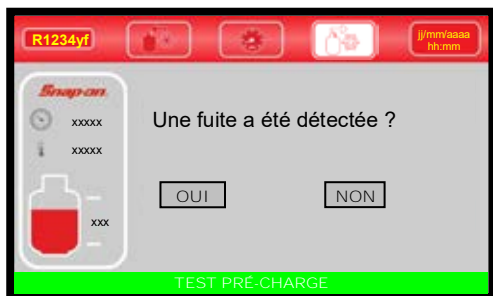 R1234yf
jj/mm/aaaa
hh:mm
Snap-on
xxxxx
xxxxx
xxx
Une fuite a été détectée ?
OUI
NON
TEST PRÉ-CHARGE